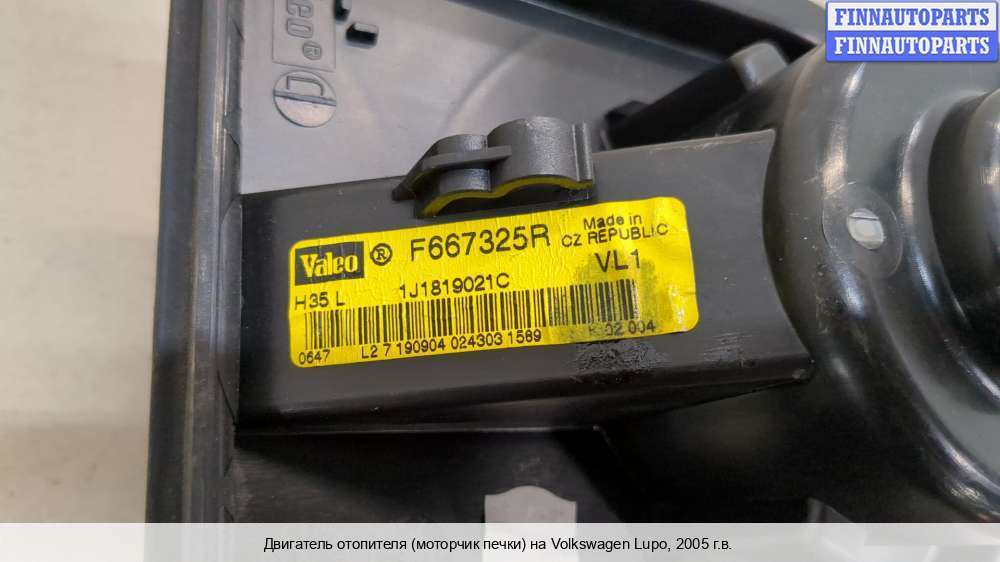 FINNAUTOPARTS
FINNAUTOPARTS
Valeo ® F667325R Made in
CZ REPUBLIC
H35 L 1J1819021C VL1
0647 L2 7 190904 024303 1589 02 004
Двигатель отопителя (моторчик печки) на Volkswagen Lupo, 2005 г.в.